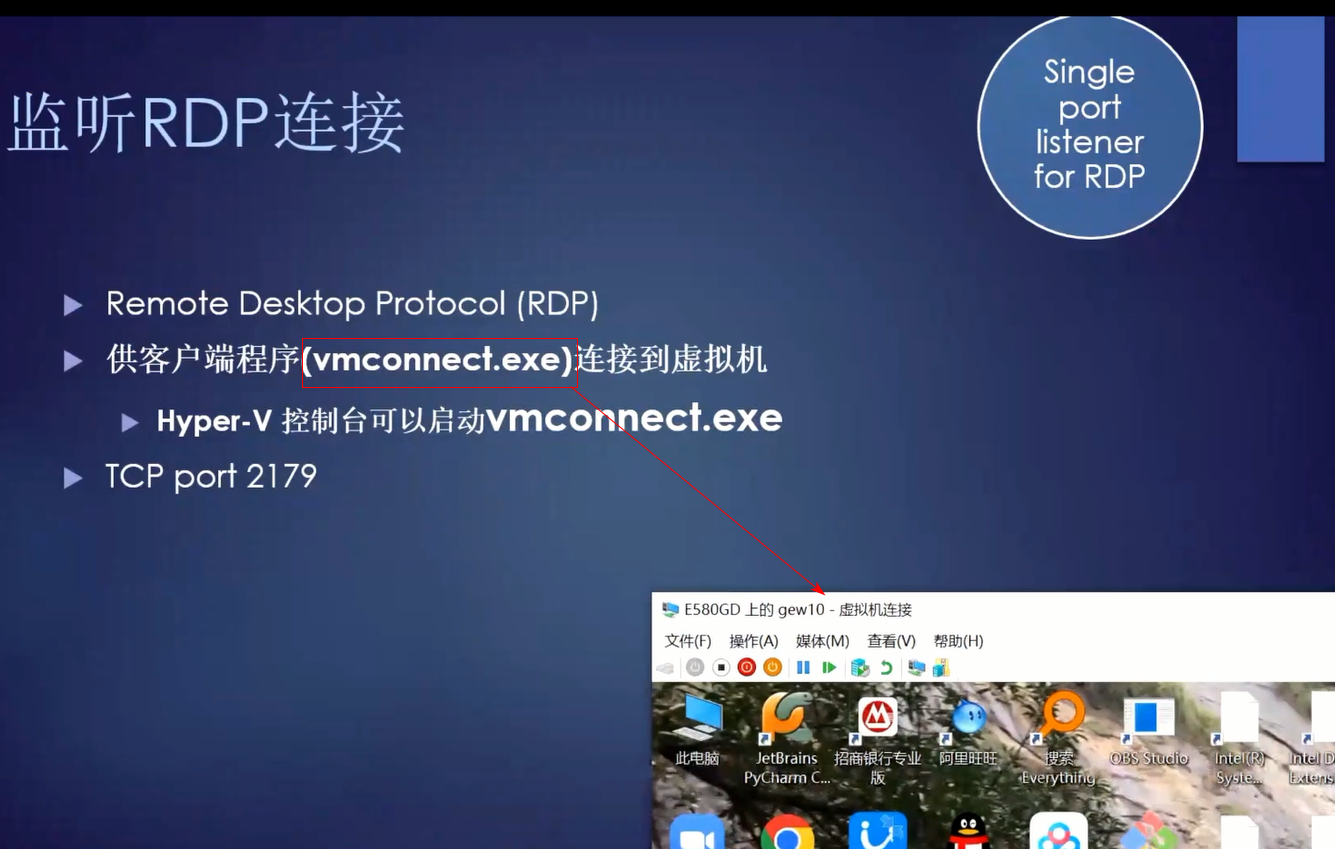 Single
port
listener
for RDP
监听RDP连接
Remote Desktop Protocol (RDP)
供客户端程序(vmconnect.exe)连接到虚拟机
Hyper-V 控制台可以启动vmconnect.exe
TCP port 2179
E580GD 上的 gew10 - 虚拟机连接
文件(F) 操作(A) 媒体(M) 查看(V) 帮助(H)
此电脑
JetBrains
PyCharm C...
招商银行专业
版
阿里旺旺
搜索
Everything
OBS Studio
Intel(R)
Syste...
Intel D
Extens